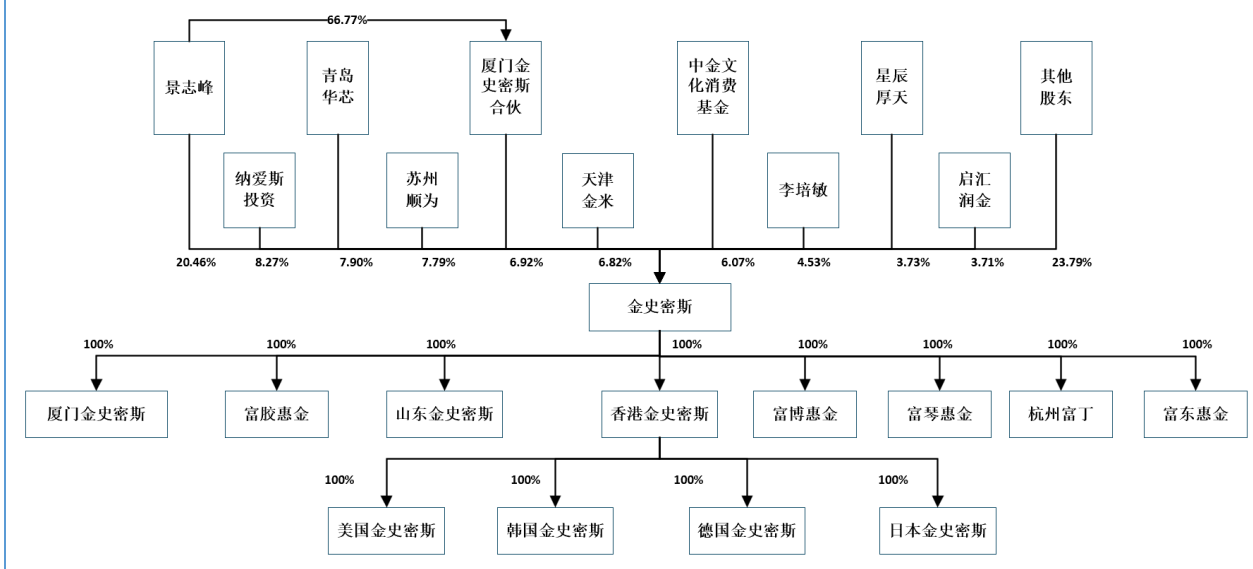 66.77%
景志峰
青岛
华芯
厦门金
史密斯
合伙
中金文
化消费
基金
星辰
厚天
其他
股东
纳爱斯
投资
苏州
顺为
天津
金米
李培敏
启汇
润金
20.46%
8.27%
7.90%
7.79%
6.92%
6.82%
6.07%
4.53%
3.73%
3.71%
23.79%
金史密斯
100%
100%
100%
100%
100%
100%
100%
100%
厦门金史密斯
富胶惠金
山东金史密斯
香港金史密斯
富博惠金
富琴惠金
杭州富丁
富东惠金
100%
100%
100%
100%
美国金史密斯
韩国金史密斯
德国金史密斯
日本金史密斯